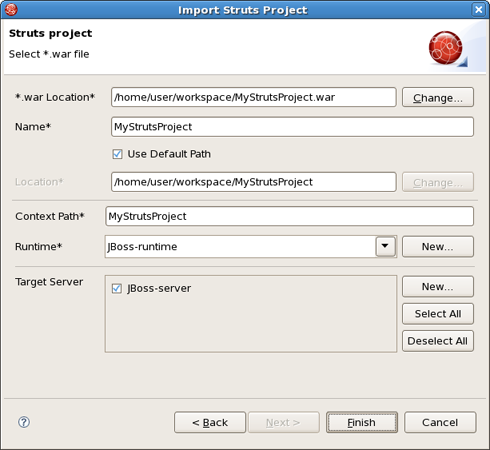 Import Struts Project
Struts project
Select *.war file
*.war Location* /home/user/workspace/MyStrutsProject.war Change...
Name* MyStrutsProject
Use Default Path
Location* /home/user/workspace/MyStrutsProject Change...
Context Path* MyStrutsProject
Runtime* JBoss-runtime New...
Target Server JBoss-server New...
Select All
Deselect All
? < Back Next > Finish Cancel